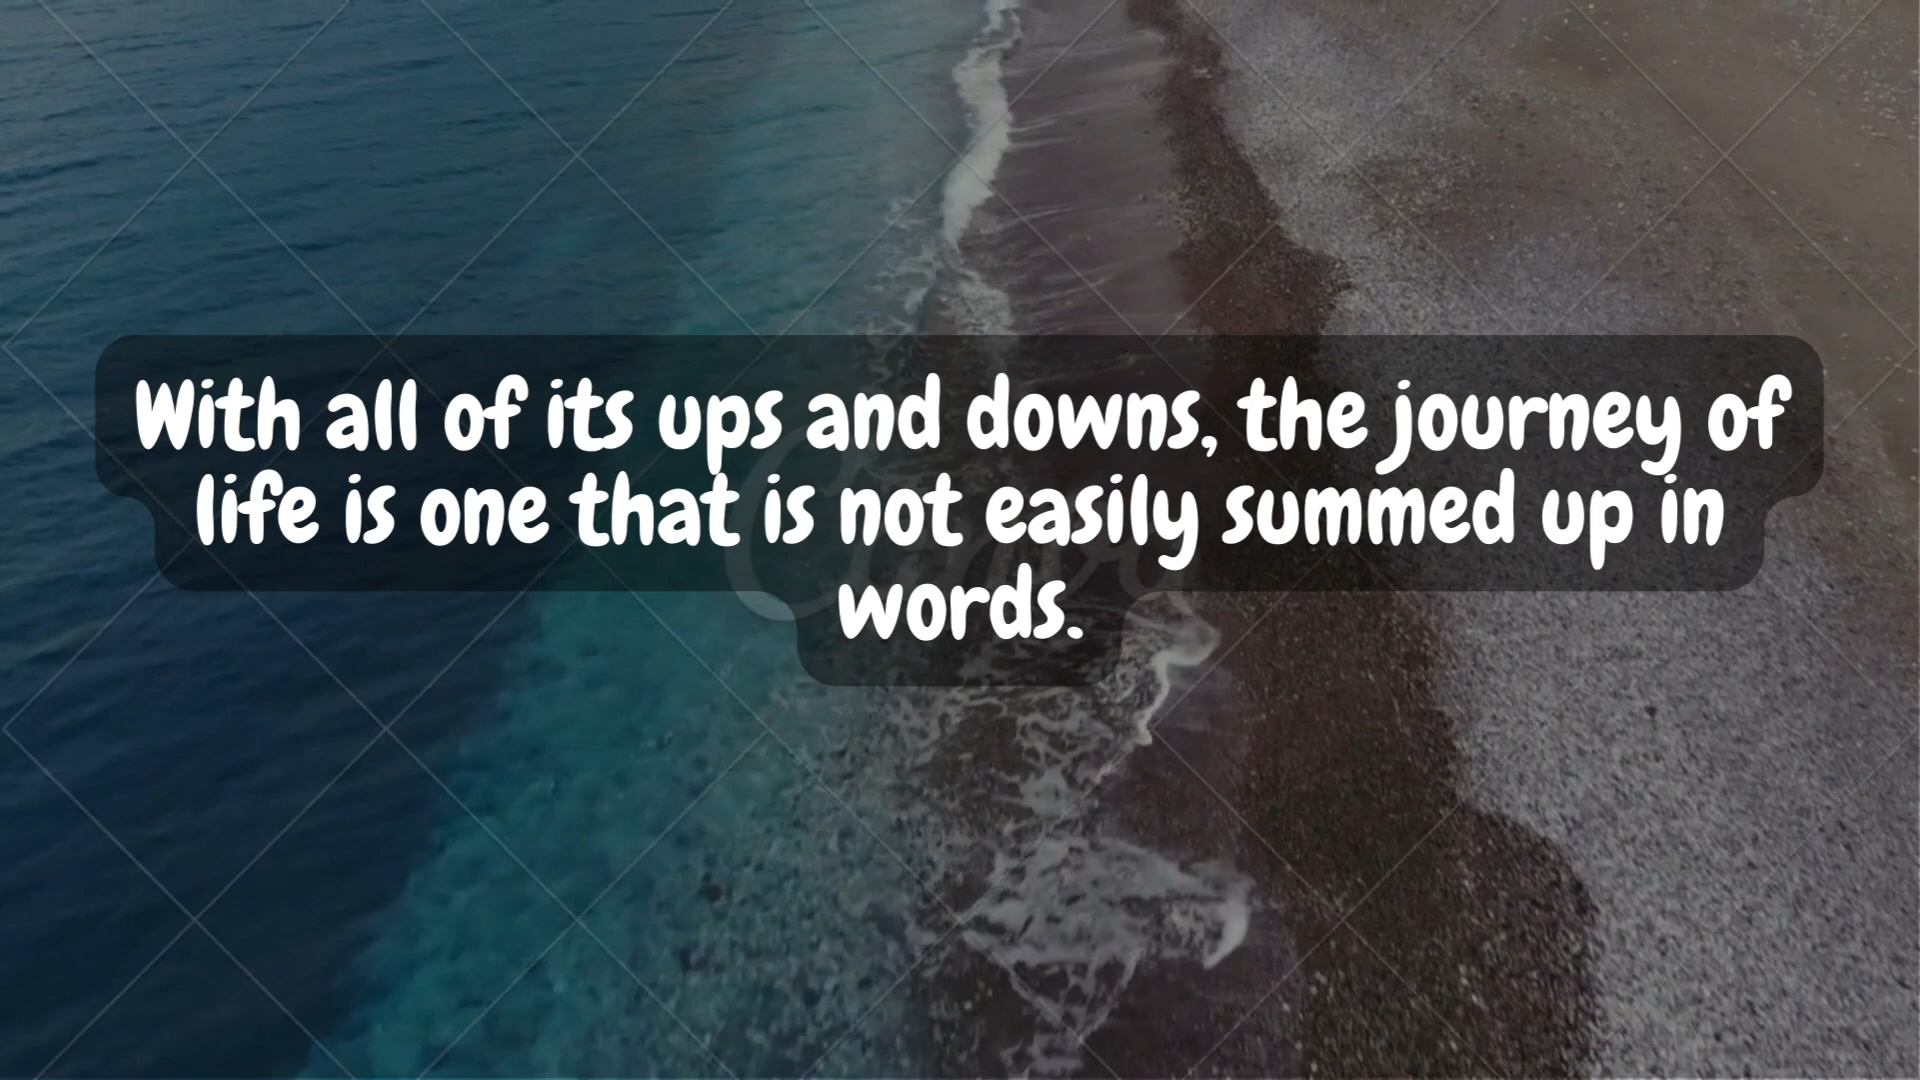 With all of its ups and downs, the journey of
life is one that is not easily summed up in
words.
Canva